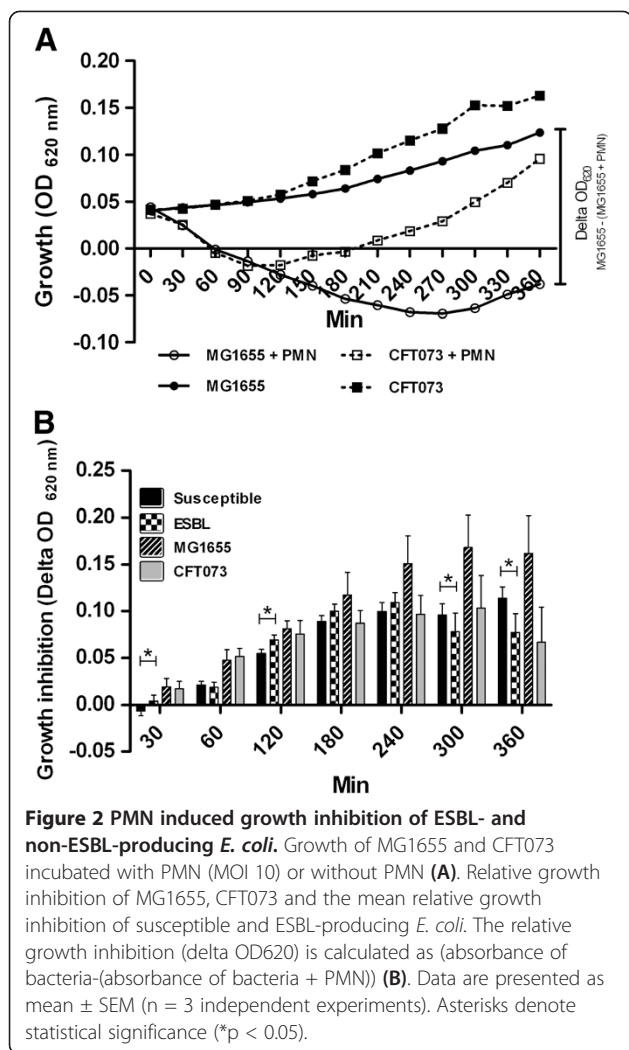 A
0.20
0.15
0.10
0.05
0.00
-0.05
-0.10
Growth (OD 620 nm)
0 30 60 90 120 150 180 210 240 270 300 330 360
Min
Delta OD620
MG1655 - (MG1655 + PMN)
MG1655 + PMN
CFT073 + PMN
MG1655
CFT073
B
0.25
0.20
0.15
0.10
0.05
0.00
-0.05
Growth inhibition (Delta OD 620 nm)
Susceptible
ESBL
MG1655
CFT073
* * * *
30 60 120 180 240 300 360
Min
Figure 2 PMN induced growth inhibition of ESBL- and
non-ESBL-producing E. coli. Growth of MG1655 and CFT073
incubated with PMN (MOI 10) or without PMN (A). Relative growth
inhibition of MG1655, CFT073 and the mean relative growth
inhibition of susceptible and ESBL-producing E. coli. The relative
growth inhibition (delta OD620) is calculated as (absorbance of
bacteria-(absorbance of bacteria + PMN)) (B). Data are presented as
mean ± SEM (n = 3 independent experiments). Asterisks denote
statistical significance (*p < 0.05).